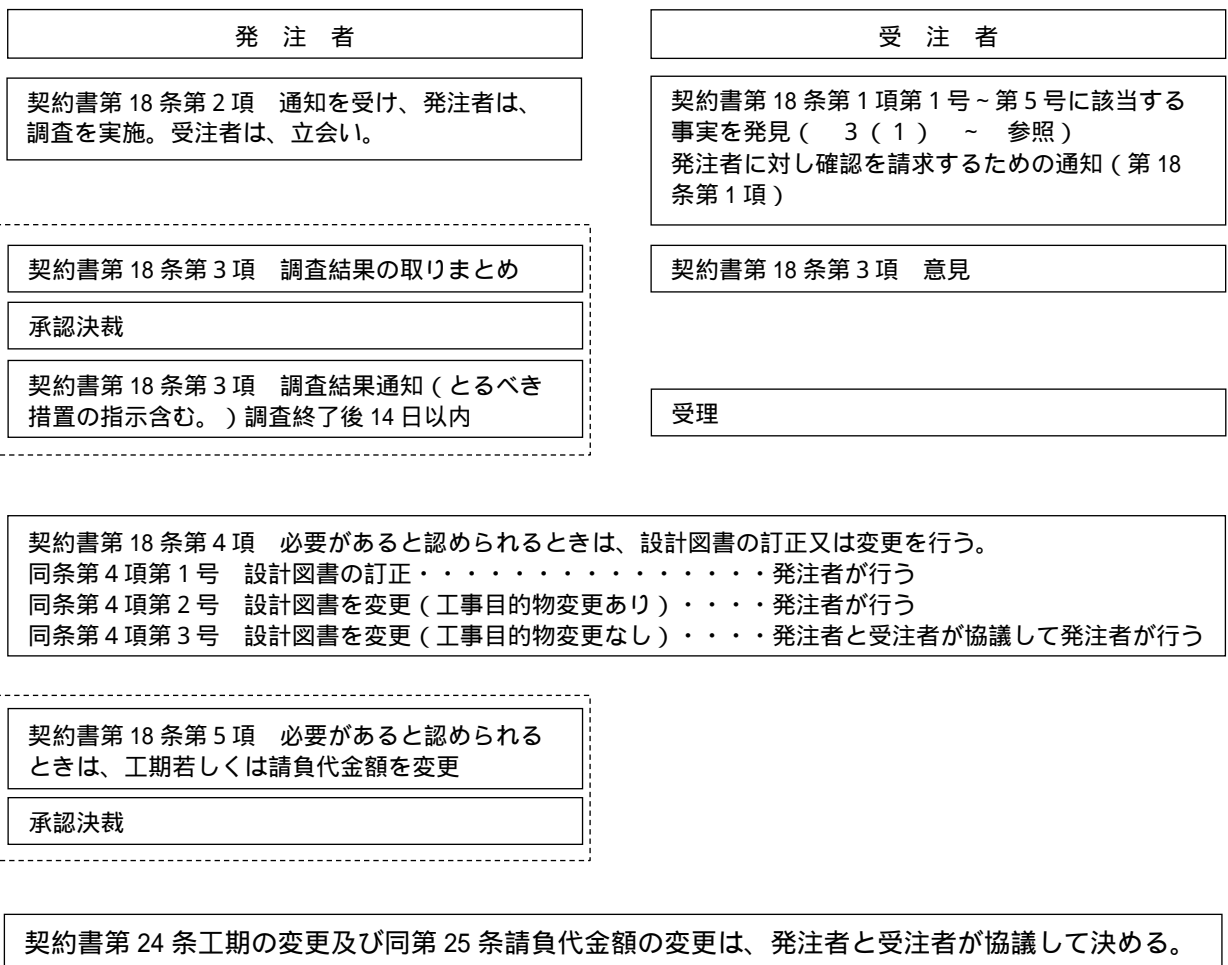 発　注　者
受　注　者
契約書第 18 条第２項　通知を受け、発注者は、
調査を実施。受注者は、立会い。
契約書第 18 条第１項第１号～第５号に該当する
事実を発見（　３（１）　～　参照）
発注者に対し確認を請求するための通知（第 18
条第１項）
契約書第 18 条第３項　調査結果の取りまとめ
契約書第 18 条第３項　意見
承認決裁
契約書第 18 条第３項　調査結果通知（とるべき
措置の指示含む。）調査終了後 14 日以内
受理
契約書第 18 条第４項　必要があると認められるときは、設計図書の訂正又は変更を行う。
同条第４項第１号　設計図書の訂正・・・・・・・・・・・・・・・発注者が行う
同条第４項第２号　設計図書を変更（工事目的物変更あり）・・・・発注者が行う
同条第４項第３号　設計図書を変更（工事目的物変更なし）・・・・発注者と受注者が協議して発注者が行う
契約書第 18 条第５項　必要があると認められる
ときは、工期若しくは請負代金額を変更
承認決裁
契約書第 24 条工期の変更及び同第 25 条請負代金額の変更は、発注者と受注者が協議して決める。